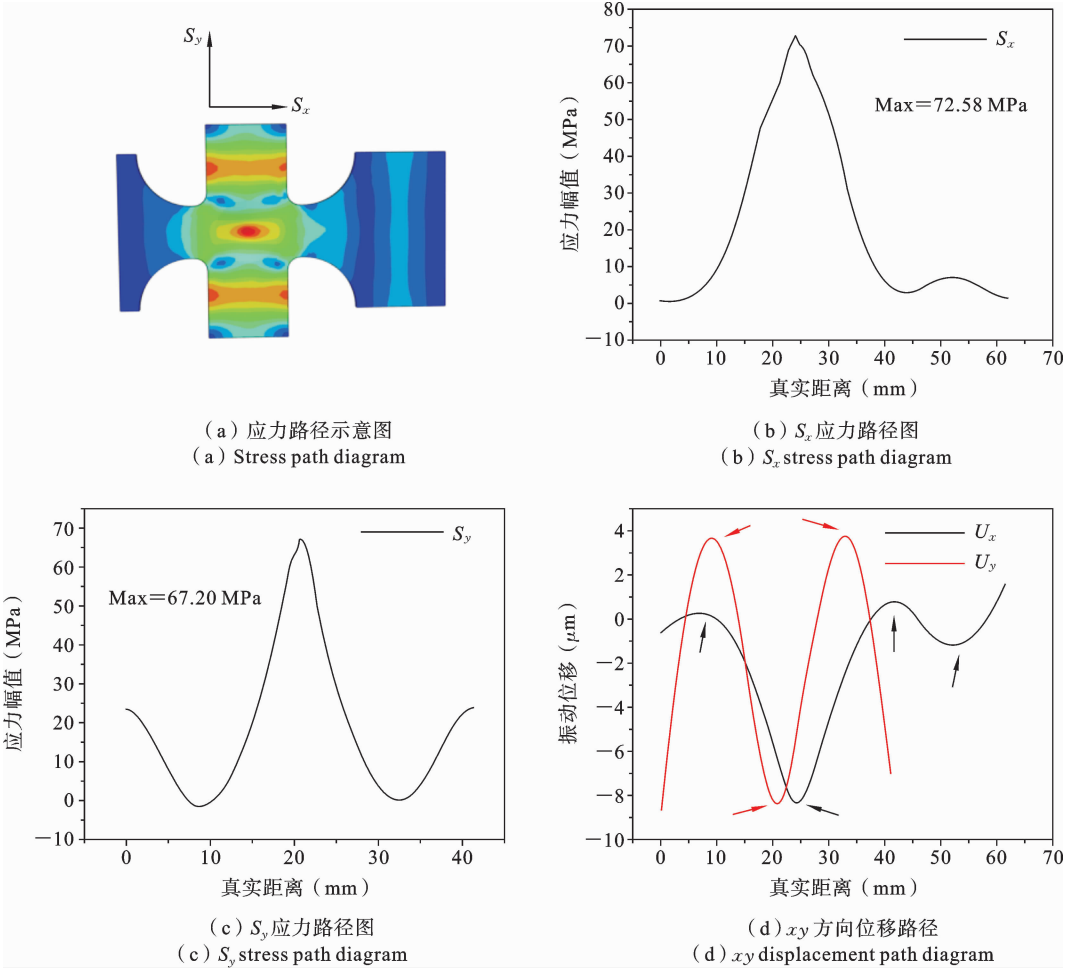 Sy
Sx
（a）应力路径示意图
（a）Stress path diagram
80
70
60
50
40
30
20
10
0
－10
应力幅值（MPa）
Sx
Max＝72.58 MPa
0 10 20 30 40 50 60 70
真实距离（mm）
（b）Sx应力路径图
（b）Sx stress path diagram
70
60
50
40
30
20
10
0
－10
应力幅值（MPa）
Sy
Max＝67.20 MPa
0 10 20 30 40
真实距离（mm）
（c）Sy应力路径图
（c）Sy stress path diagram
4
2
0
－2
－4
－6
－8
－10
振动位移（μm）
Ux
Uy
0 10 20 30 40 50 60 70
真实距离（mm）
（d）xy方向位移路径
（d）xy displacement path diagram